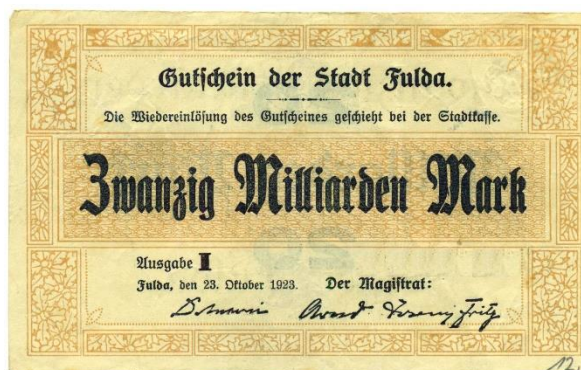 Gutschein der Stadt Fulda.
Die Wiedereinlösung des Gutscheines geschieht bei der Stadtkasse.
Zwanzig Milliarden Mark
Ausgabe I
Fulda, den 23. Oktober 1923. Der Magistrat: